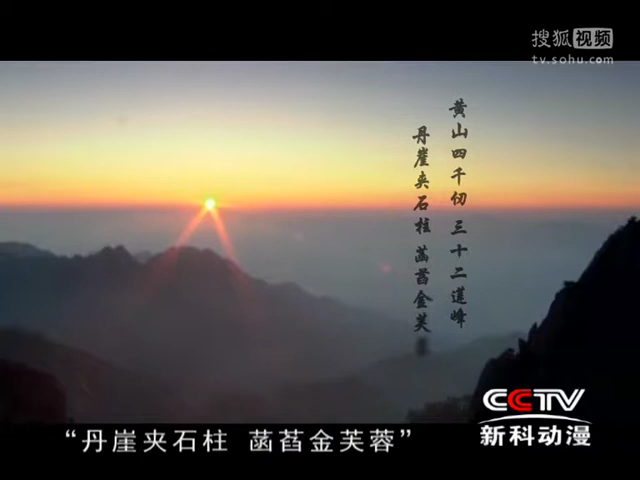 搜狐视频
tv.sohu.com
黄山四千仞 三十二蓮峰
丹崖夹石柱 菡萏金芙
CCTV
新科动漫
“丹崖夹石柱 菡萏金芙蓉”